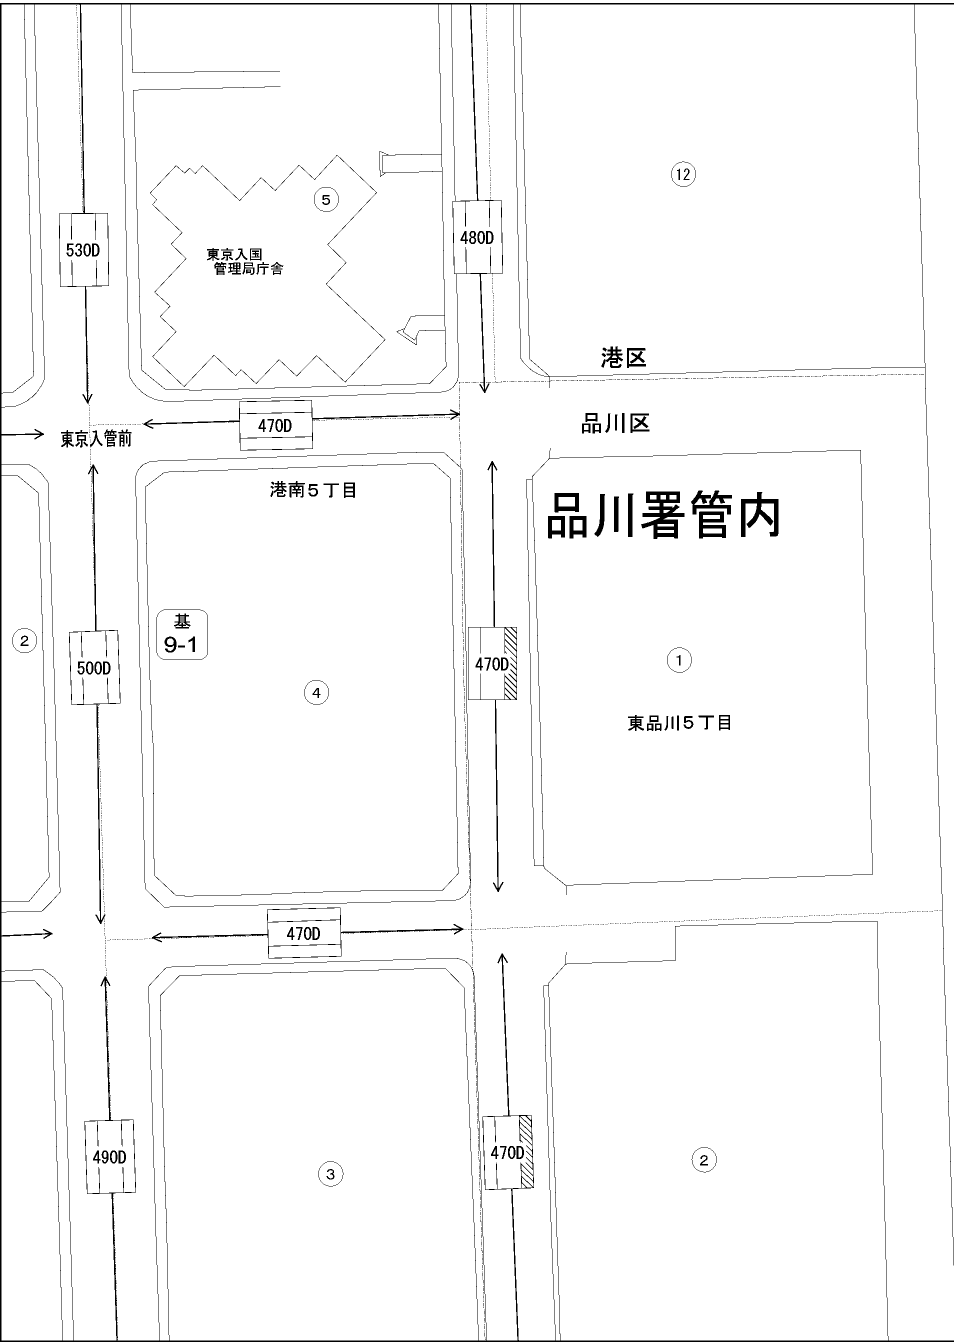 ⑫
⑤
530D
480D
東京入国
管理局庁舎
港区
470D
品川区
東京入管前
港南5丁目
品川署管内
基
9-1
②
500D
④
470D
①
東品川5丁目
470D
490D
③
470D
②